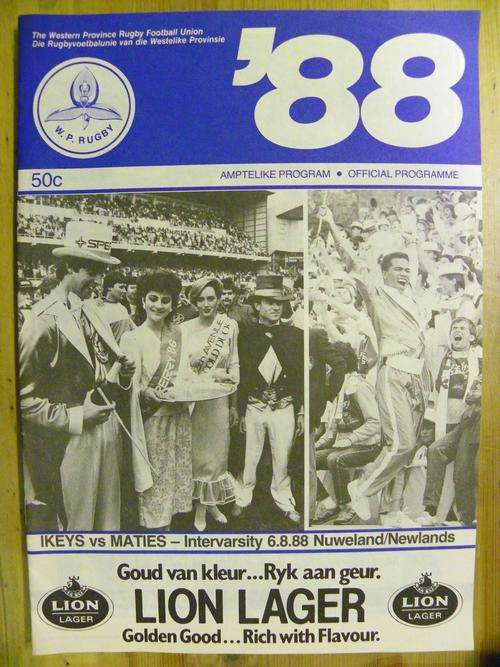 The Western Province Rugby Football Union
Die Rugbyvoetbalunie van die Westelike Provinsie
'88
W.P. RUGBY
50c
AMPTELIKE PROGRAM • OFFICIAL PROGRAMME
IKEYS vs MATIES – Intervarsity 6.8.88 Nuweland/Newlands
Goud van kleur...Ryk aan geur.
LION LAGER
Golden Good...Rich with Flavour.
LION
LAGER
LION
LAGER